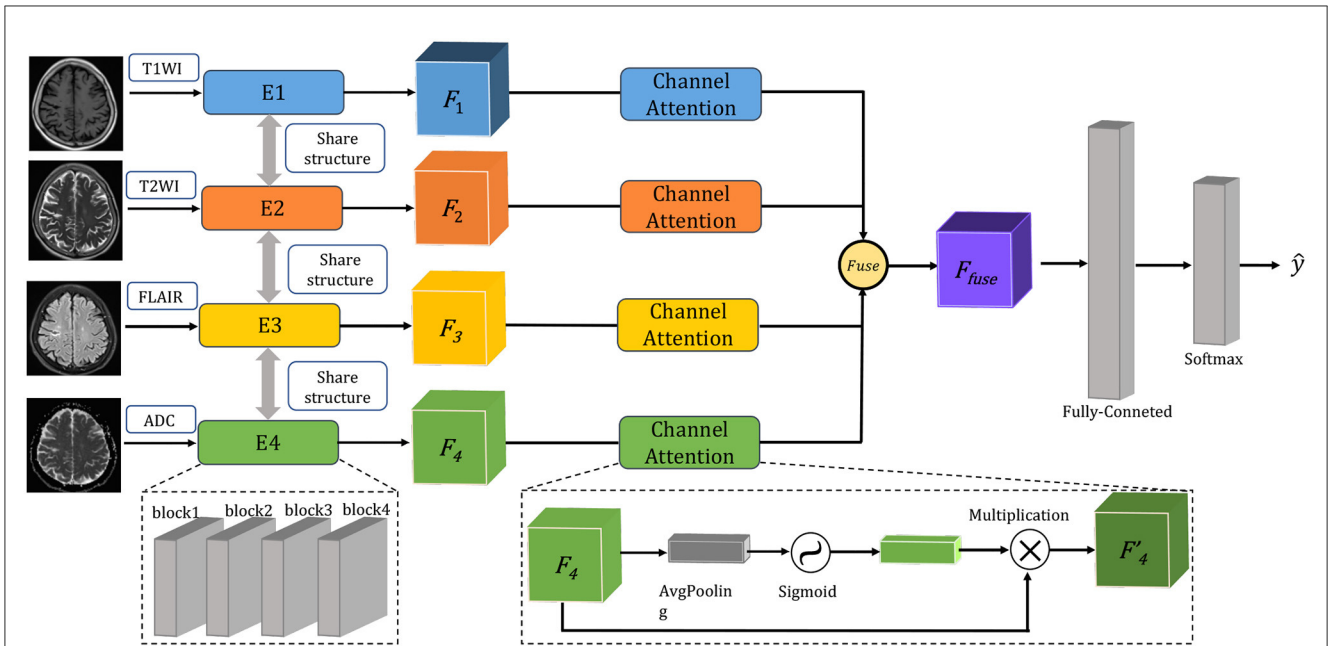 T1WI
E1
F1
Channel
Attention
Share
structure
T2WI
E2
F2
Channel
Attention
Share
structure
Fuse
Ffuse
ŷ
FLAIR
E3
F3
Channel
Attention
Softmax
Share
structure
Fully-Conneted
ADC
E4
F4
Channel
Attention
block1 block2 block3 block4
Multiplication
F4
F'4
AvgPoolin
g
Sigmoid